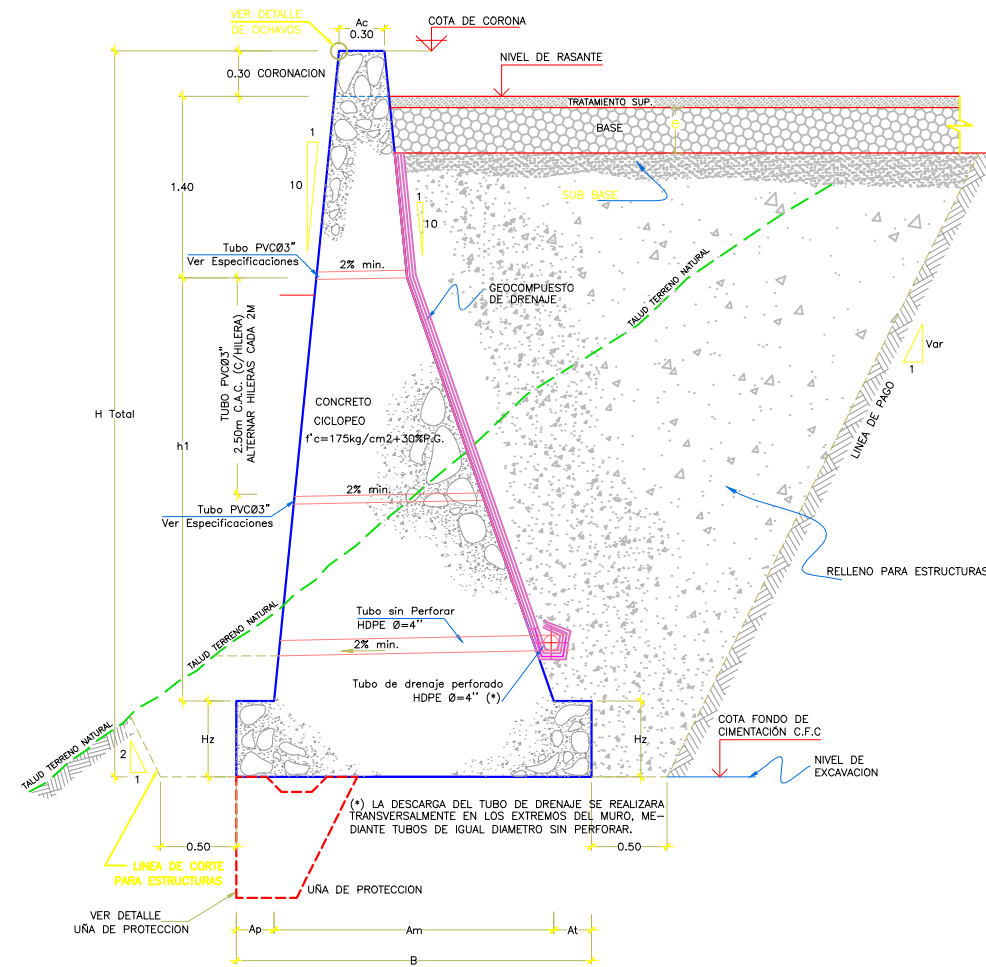 VER DETALLE
DE OCHAVOS
Ac
0.30
COTA DE CORONA
NIVEL DE RASANTE
0.30 CORONACION
TRATAMIENTO SUP.
BASE
e
SUB BASE
1
10
1
10
1.40
Tubo PVCØ3"
Ver Especificaciones
2% min.
GEOCOMPUESTO
DE DRENAJE
TALUD TERRENO NATURAL
Var
1
LINEA DE PAGO
H Total
h1
TUBO PVCØ3"
2.50m C.A.C. (C/HILERA)
ALTERNAR HILERAS CADA 2M
CONCRETO
CICLOPEO
f'c=175kg/cm2+30%P.G.
2% min.
Tubo PVCØ3"
Ver Especificaciones
RELLENO PARA ESTRUCTURAS
Tubo sin Perforar
HDPE Ø=4''
2% min.
TALUD TERRENO NATURAL
Tubo de drenaje perforado
HDPE Ø=4'' (*)
Hz
Hz
COTA FONDO DE
CIMENTACIÓN C.F.C
NIVEL DE
EXCAVACION
TALUD TERRENO NATURAL
2
1
(*) LA DESCARGA DEL TUBO DE DRENAJE SE REALIZARA
TRANSVERSALMENTE EN LOS EXTREMOS DEL MURO, ME-
DIANTE TUBOS DE IGUAL DIAMETRO SIN PERFORAR.
0.50
0.50
LINEA DE CORTE
PARA ESTRUCTURAS
UÑA DE PROTECCION
VER DETALLE
UÑA DE PROTECCION
Ap
Am
At
B